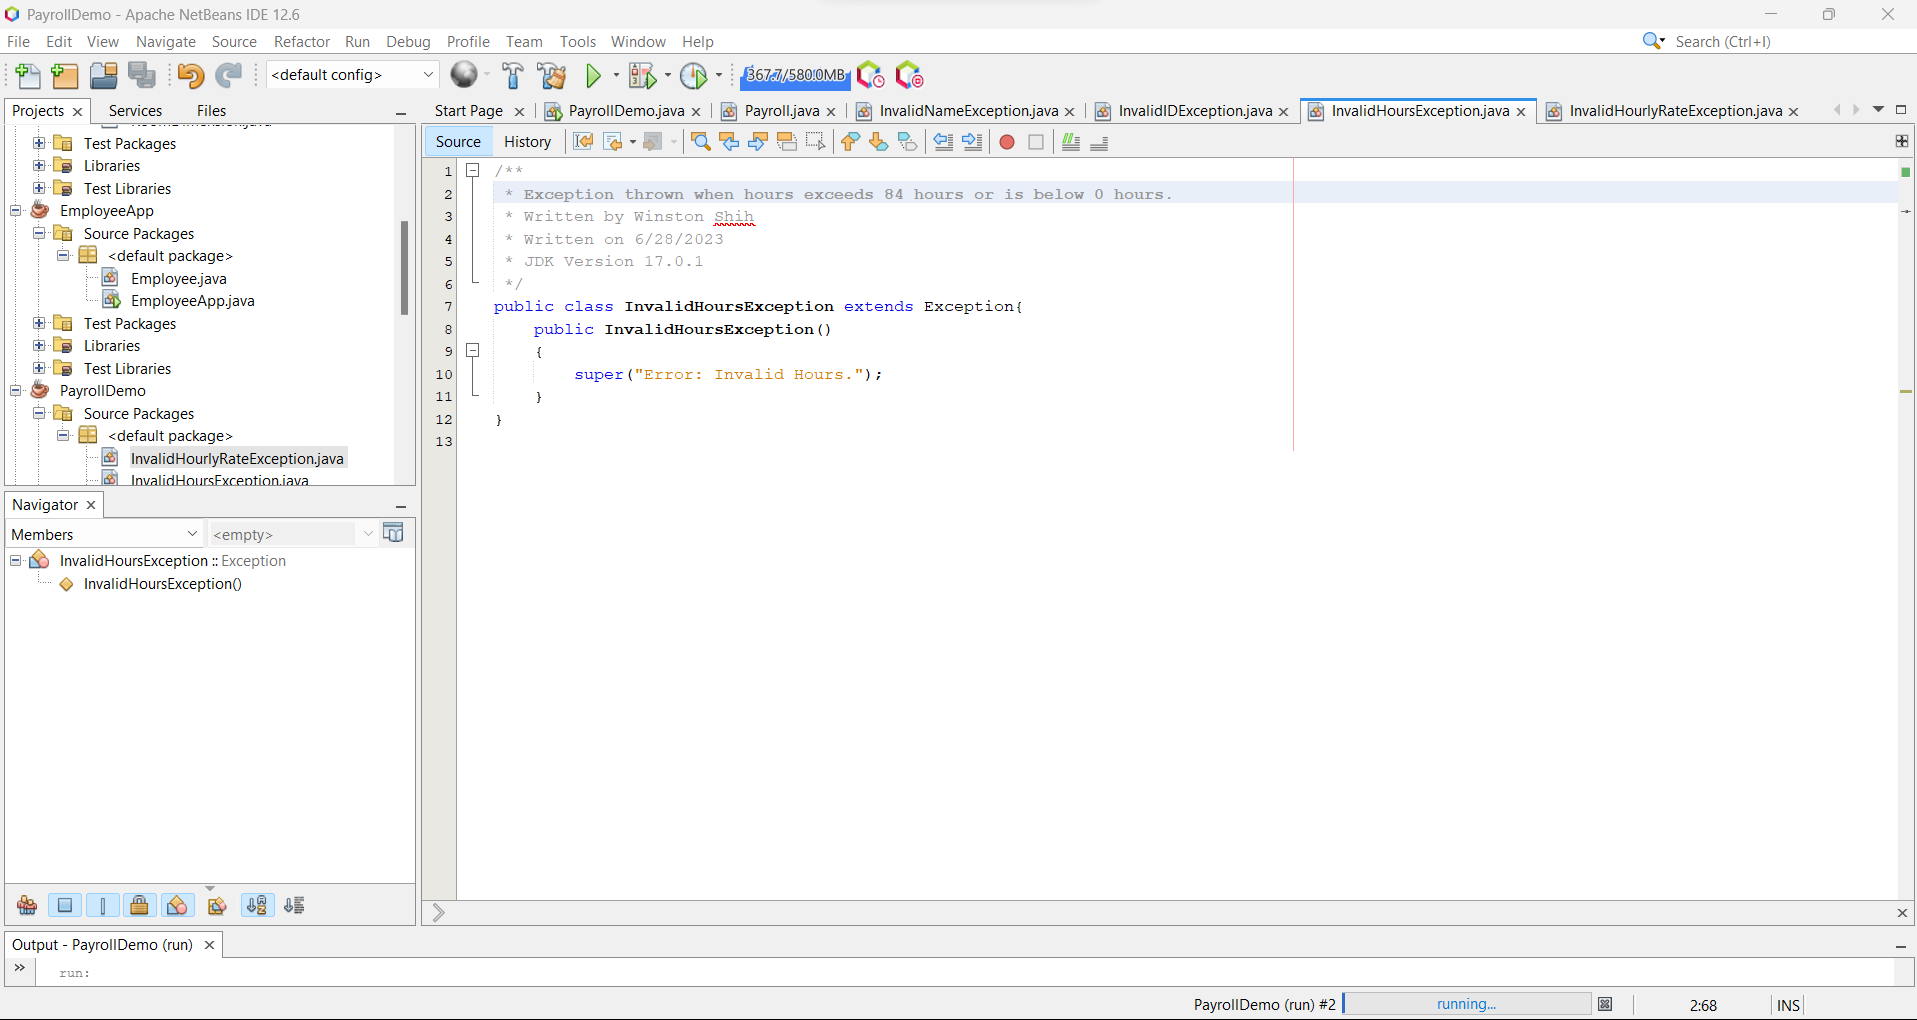 PayrollDemo - Apache NetBeans IDE 12.6
File Edit View Navigate Source Refactor Run Debug Profile Team Tools Window Help
Search (Ctrl+I)
<default config>
367.7/580.0MB
Projects Services Files
Test Packages
Libraries
Test Libraries
EmployeeApp
Source Packages
<default package>
Employee.java
EmployeeApp.java
Test Packages
Libraries
Test Libraries
PayrollDemo
Source Packages
<default package>
InvalidHourlyRateException.java
InvalidHoursException.java
Navigator
Members <empty>
InvalidHoursException :: Exception
InvalidHoursException()
Start Page PayrollDemo.java Payroll.java InvalidNameException.java InvalidIDException.java InvalidHoursException.java InvalidHourlyRateException.java
Source History
1 /**
2 * Exception thrown when hours exceeds 84 hours or is below 0 hours.
3 * Written by Winston Shih
4 * Written on 6/28/2023
5 * JDK Version 17.0.1
6 */
7 public class InvalidHoursException extends Exception{
8 public InvalidHoursException()
9 {
10 super("Error: Invalid Hours.");
11 }
12 }
13
Output - PayrollDemo (run)
run:
PayrollDemo (run) #2 running... 2:68 INS